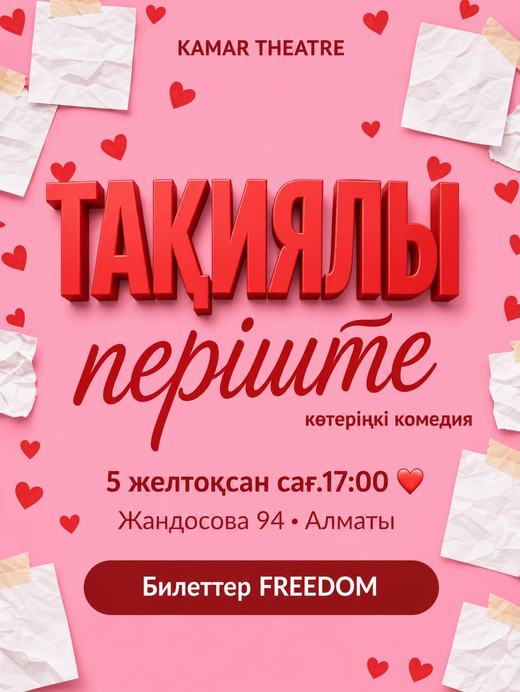 KAMAR THEATRE
ТАҚИЯЛЫ
періште
көтеріңкі комедия
5 желтоқсан сағ.17:00 ❤️
Жандосова 94 • Алматы
Билеттер FREEDOM